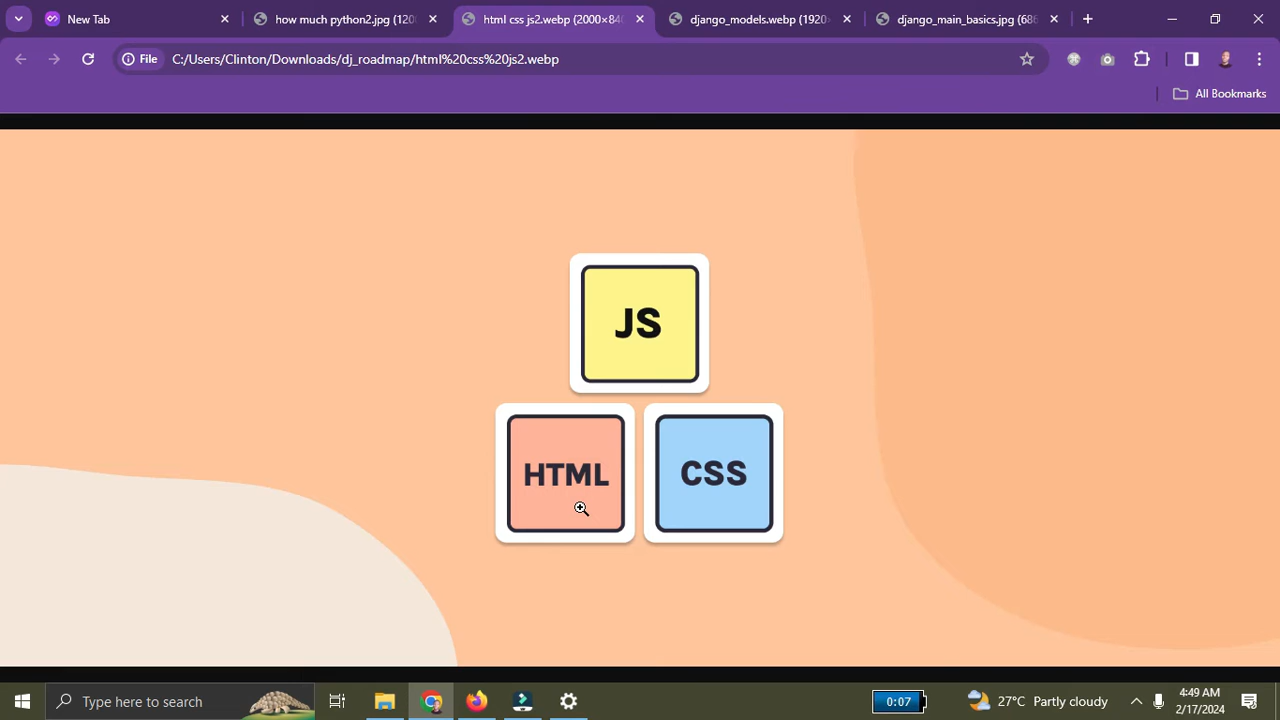 New Tab
how much python2.jpg (120
html css js2.webp (2000×84
django_models.webp (1920×
django_main_basics.jpg (686
File
C:/Users/Clinton/Downloads/dj_roadmap/html%20css%20js2.webp
All Bookmarks
JS
HTML
CSS
Type here to search
0:07
27°C Partly cloudy
4:49 AM
2/17/2024